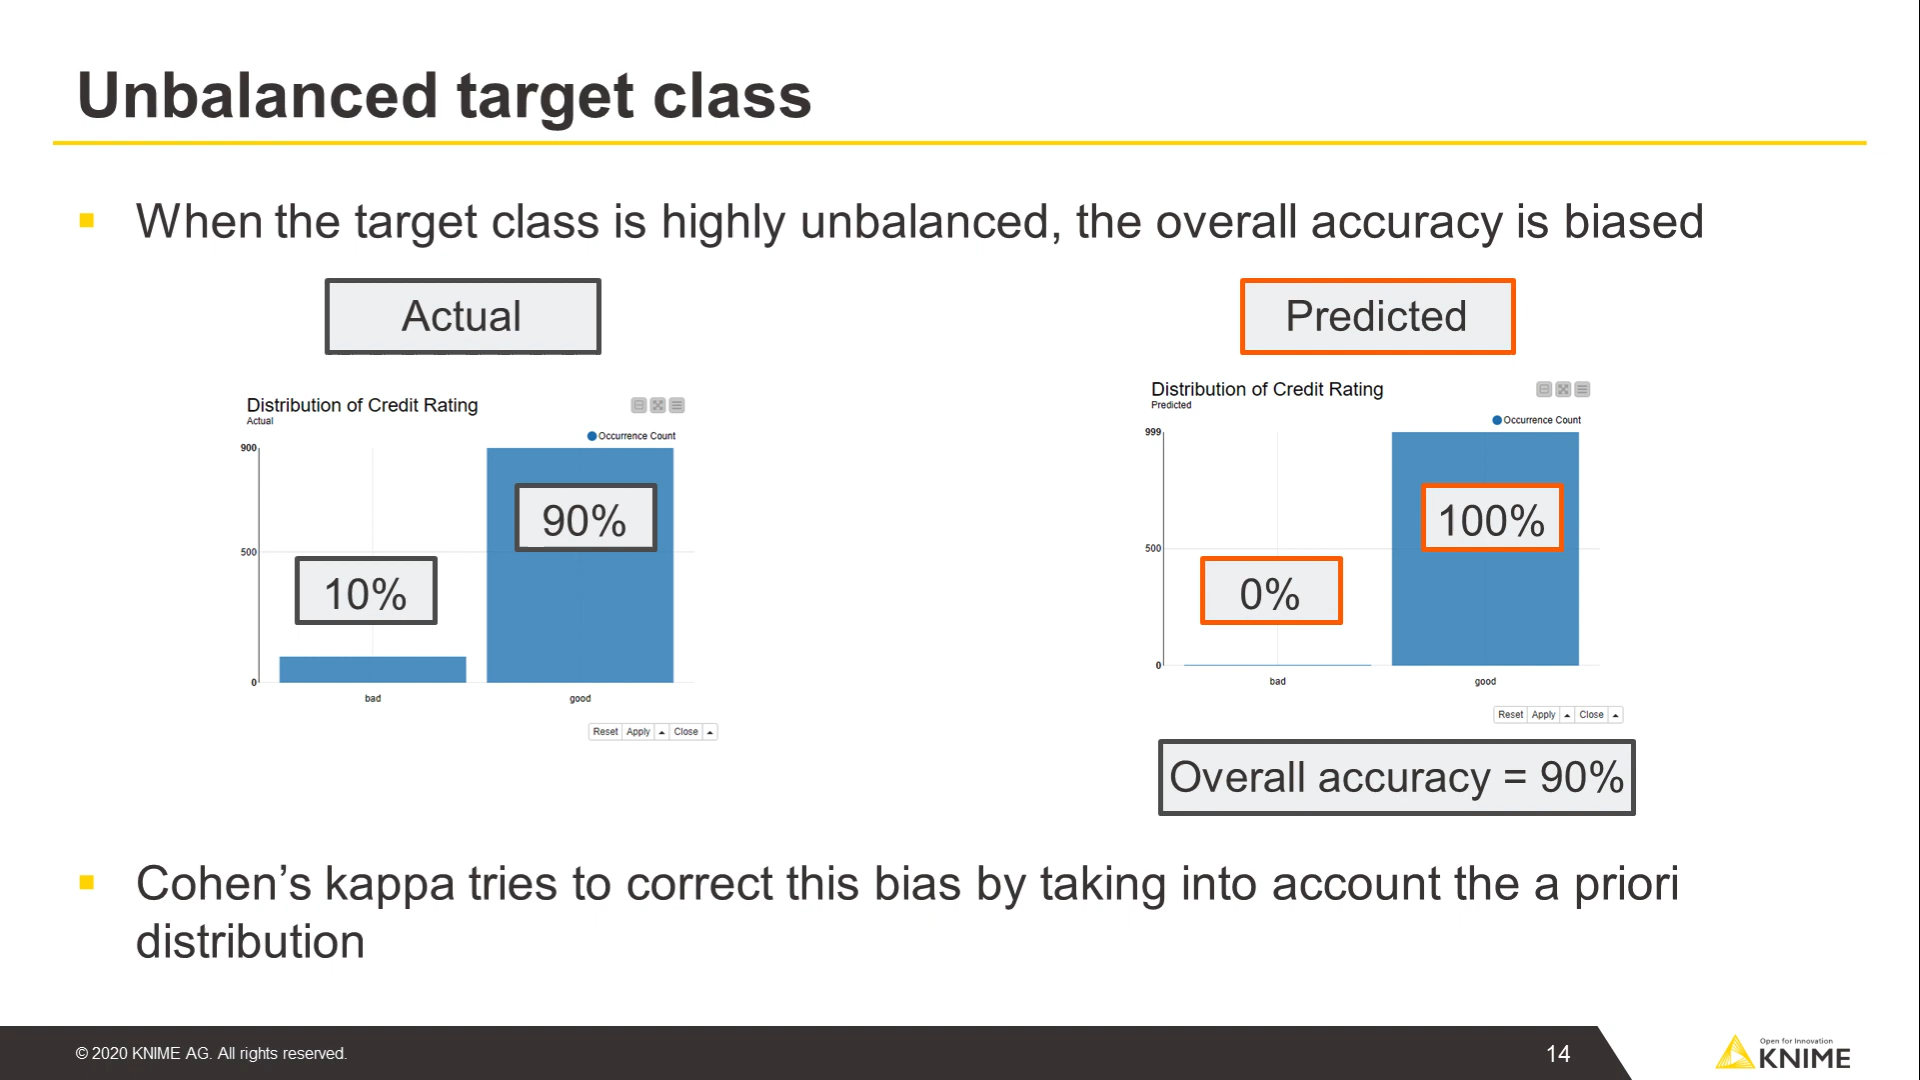 Unbalanced target class
When the target class is highly unbalanced, the overall accuracy is biased
Actual
Distribution of Credit Rating
Actual
Occurrence Count
900
500
0
90%
10%
bad
good
Reset Apply Close
Predicted
Distribution of Credit Rating
Predicted
Occurrence Count
999
500
0
100%
0%
bad
good
Reset Apply Close
Overall accuracy = 90%
Cohen’s kappa tries to correct this bias by taking into account the a priori
distribution
© 2020 KNIME AG. All rights reserved.
14
Open for Innovation
KNIME